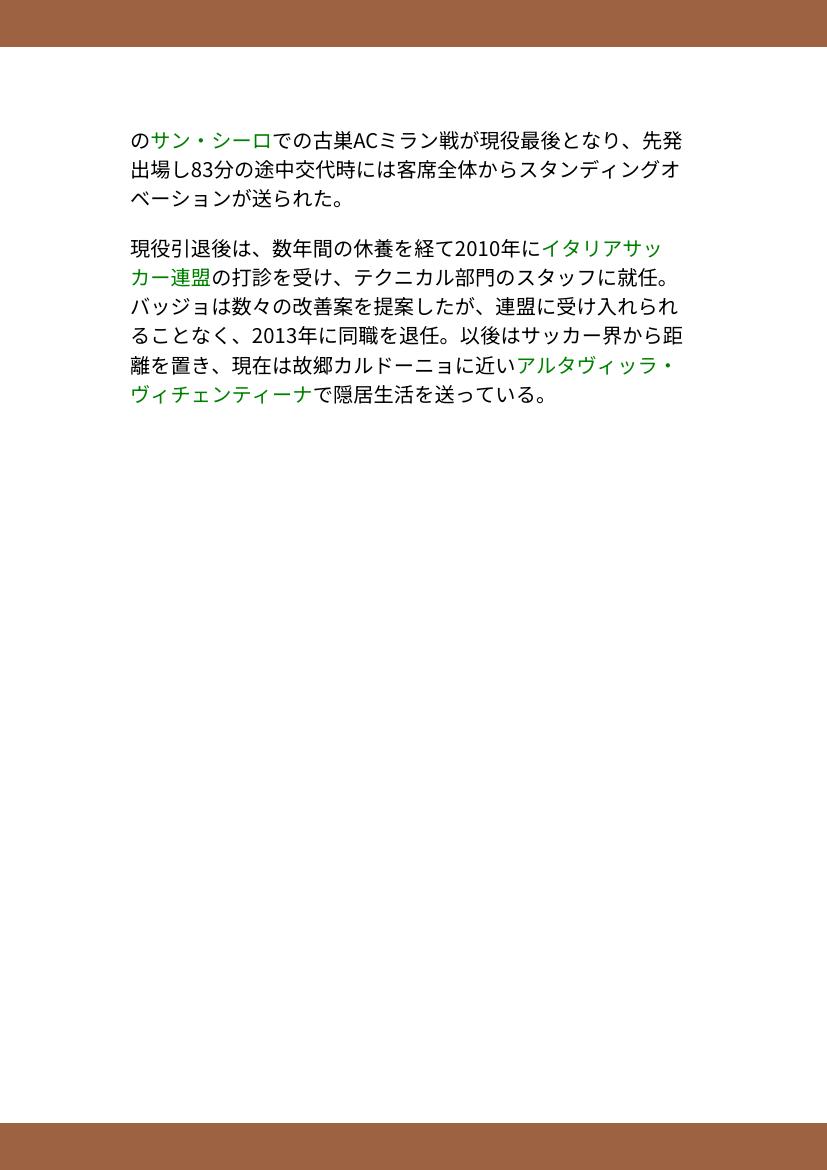 のサン・シーロでの古巣ACミラン戦が現役最後となり、先発
出場し83分の途中交代時には客席全体からスタンディングオ
ベーションが送られた。
現役引退後は、数年間の休養を経て2010年にイタリアサッ
カー連盟の打診を受け、テクニカル部門のスタッフに就任。
バッジョは数々の改善案を提案したが、連盟に受け入れられ
ることなく、2013年に同職を退任。以後はサッカー界から距
離を置き、現在は故郷カルドーニョに近いアルタヴィッラ・
ヴィチェンティーナで隠居生活を送っている。